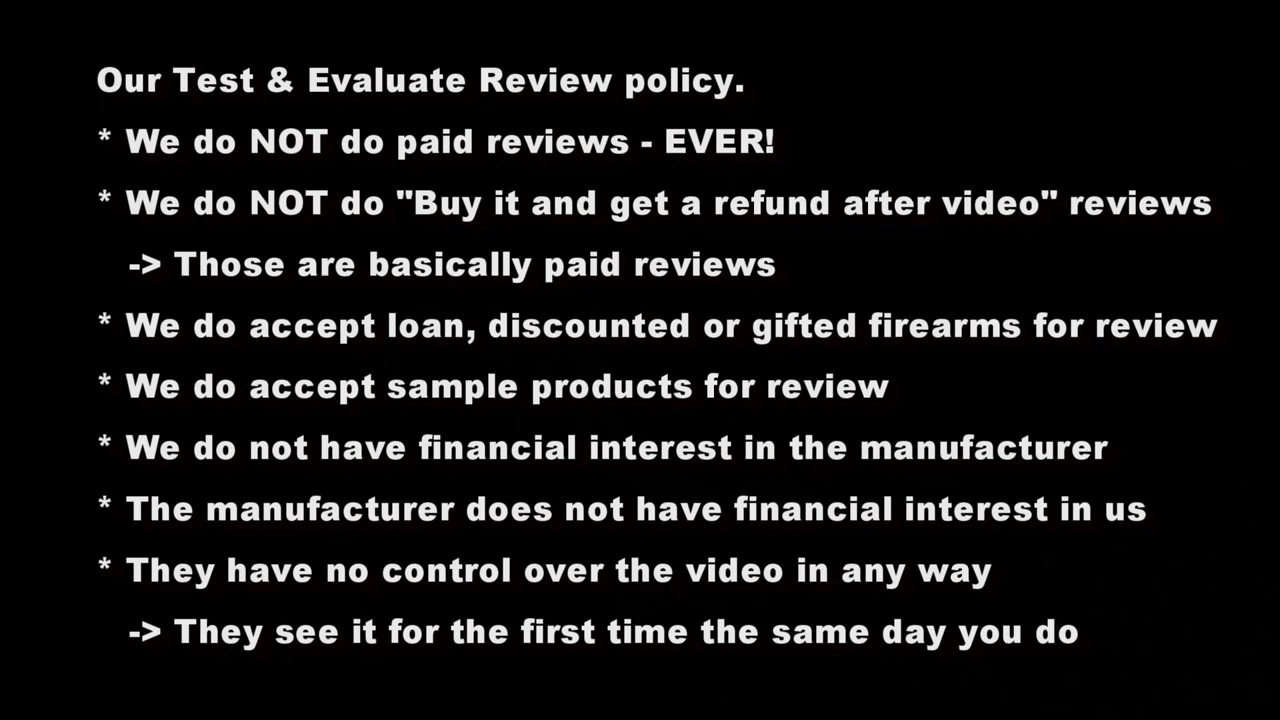 Our Test & Evaluate Review policy.
* We do NOT do paid reviews - EVER!
* We do NOT do "Buy it and get a refund after video" reviews
-> Those are basically paid reviews
* We do accept loan, discounted or gifted firearms for review
* We do accept sample products for review
* We do not have financial interest in the manufacturer
* The manufacturer does not have financial interest in us
* They have no control over the video in any way
-> They see it for the first time the same day you do